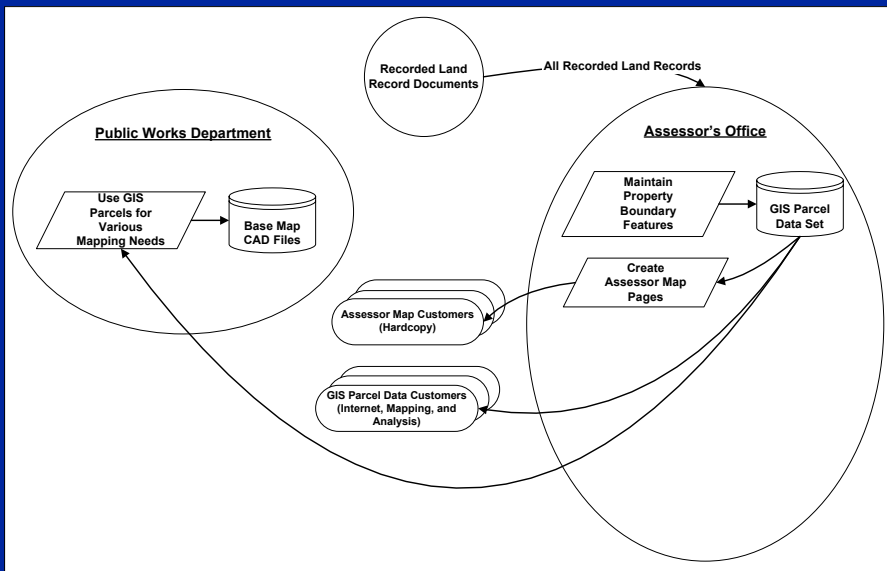 Recorded Land
Record Documents
All Recorded Land Records
Public Works Department
Use GIS
Parcels for
Various
Mapping Needs
Base Map
CAD Files
Assessor's Office
Maintain
Property
Boundary
Features
GIS Parcel
Data Set
Create
Assessor Map
Pages
Assessor Map Customers
(Hardcopy)
GIS Parcel Data Customers
(Internet, Mapping, and
Analysis)